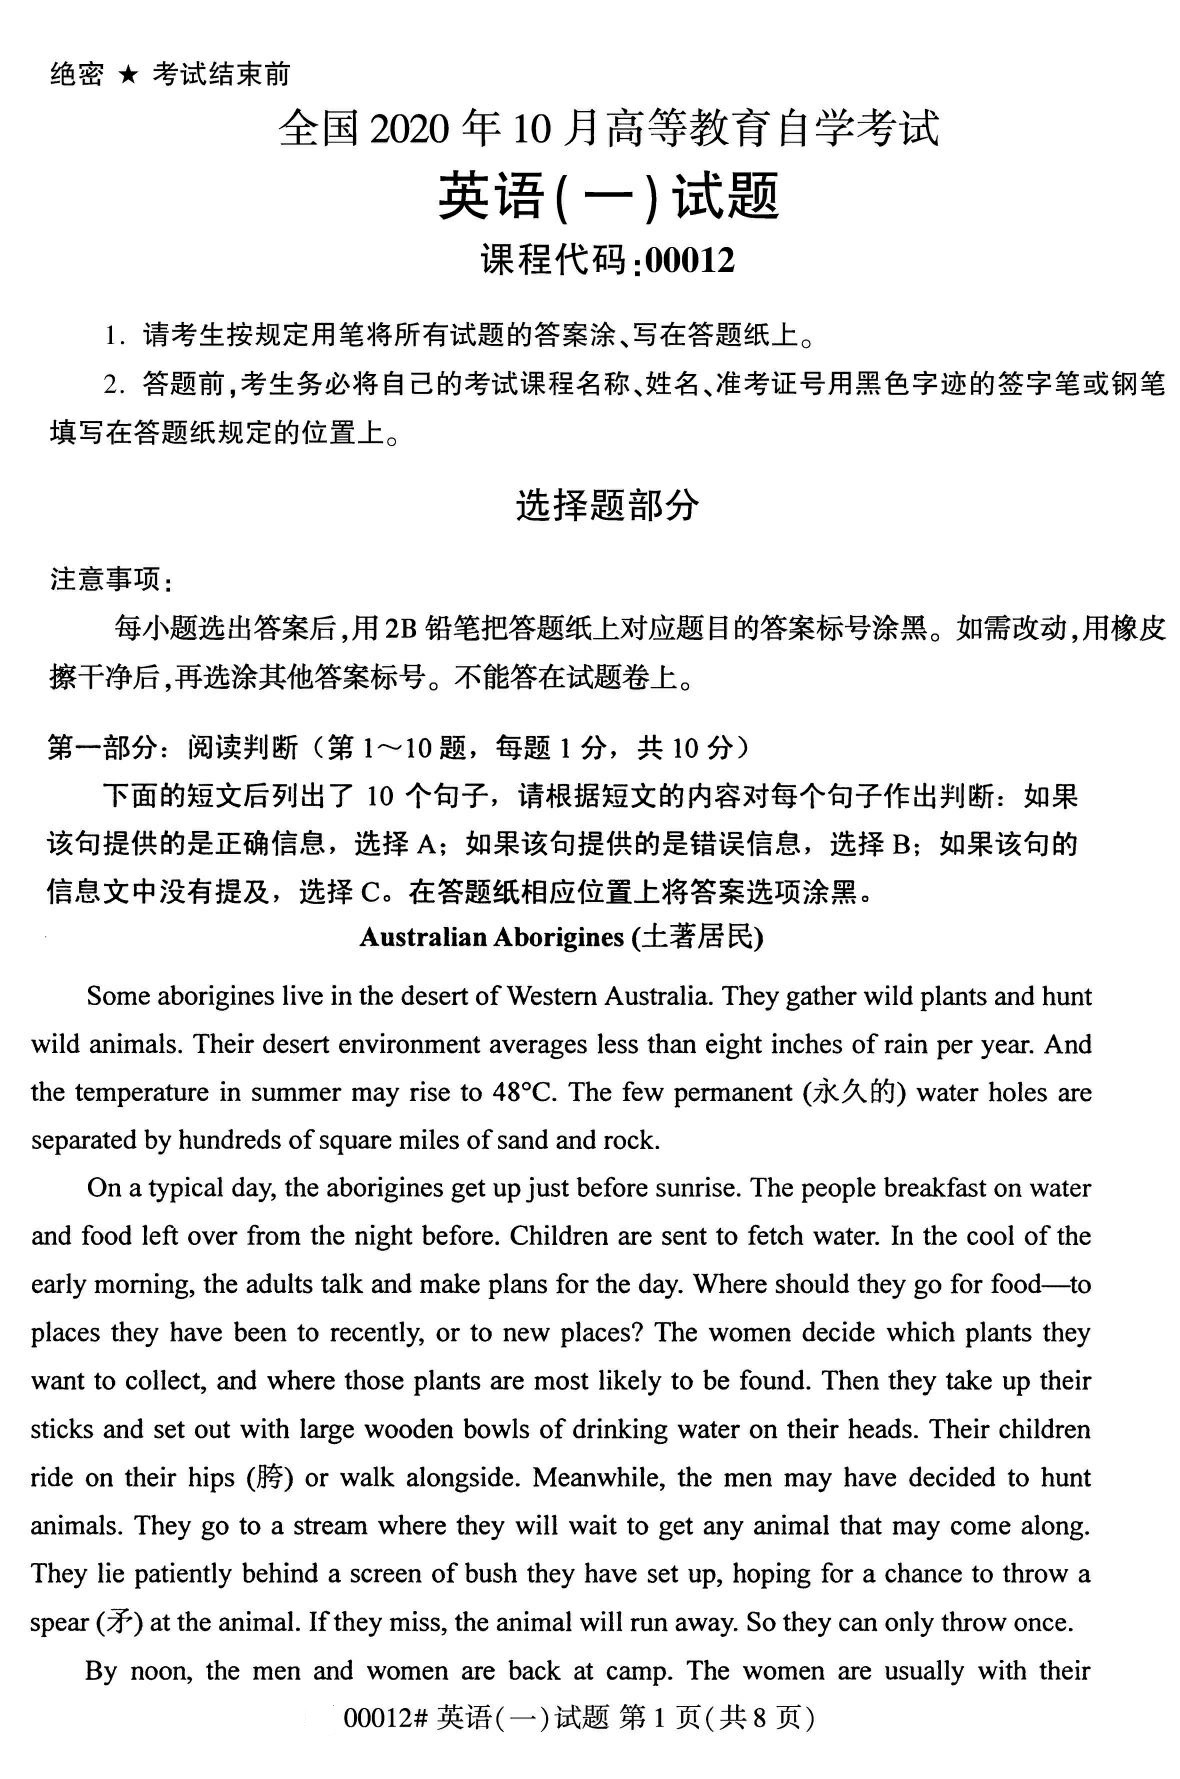 绝密 ★ 考试结束前
全国 2020 年 10 月高等教育自学考试
英语(一)试题
课程代码:00012
1. 请考生按规定用笔将所有试题的答案涂、写在答题纸上。
2. 答题前,考生务必将自己的考试课程名称、姓名、准考证号用黑色字迹的签字笔或钢笔
填写在答题纸规定的位置上。
选择题部分
注意事项:
每小题选出答案后,用 2B 铅笔把答题纸上对应题目的答案标号涂黑。如需改动,用橡皮
擦干净后,再选涂其他答案标号。不能答在试题卷上。
第一部分：阅读判断（第 1～10 题，每题 1 分，共 10 分）
下面的短文后列出了 10 个句子，请根据短文的内容对每个句子作出判断：如果
该句提供的是正确信息，选择 A；如果该句提供的是错误信息，选择 B；如果该句的
信息文中没有提及，选择 C。在答题纸相应位置上将答案选项涂黑。
Australian Aborigines (土著居民)
Some aborigines live in the desert of Western Australia. They gather wild plants and hunt
wild animals. Their desert environment averages less than eight inches of rain per year. And
the temperature in summer may rise to 48°C. The few permanent (永久的) water holes are
separated by hundreds of square miles of sand and rock.
On a typical day, the aborigines get up just before sunrise. The people breakfast on water
and food left over from the night before. Children are sent to fetch water. In the cool of the
early morning, the adults talk and make plans for the day. Where should they go for food—to
places they have been to recently, or to new places? The women decide which plants they
want to collect, and where those plants are most likely to be found. Then they take up their
sticks and set out with large wooden bowls of drinking water on their heads. Their children
ride on their hips (胯) or walk alongside. Meanwhile, the men may have decided to hunt
animals. They go to a stream where they will wait to get any animal that may come along.
They lie patiently behind a screen of bush they have set up, hoping for a chance to throw a
spear (矛) at the animal. If they miss, the animal will run away. So they can only throw once.
By noon, the men and women are back at camp. The women are usually with their
00012# 英语(一)试题 第 1 页(共 8 页)